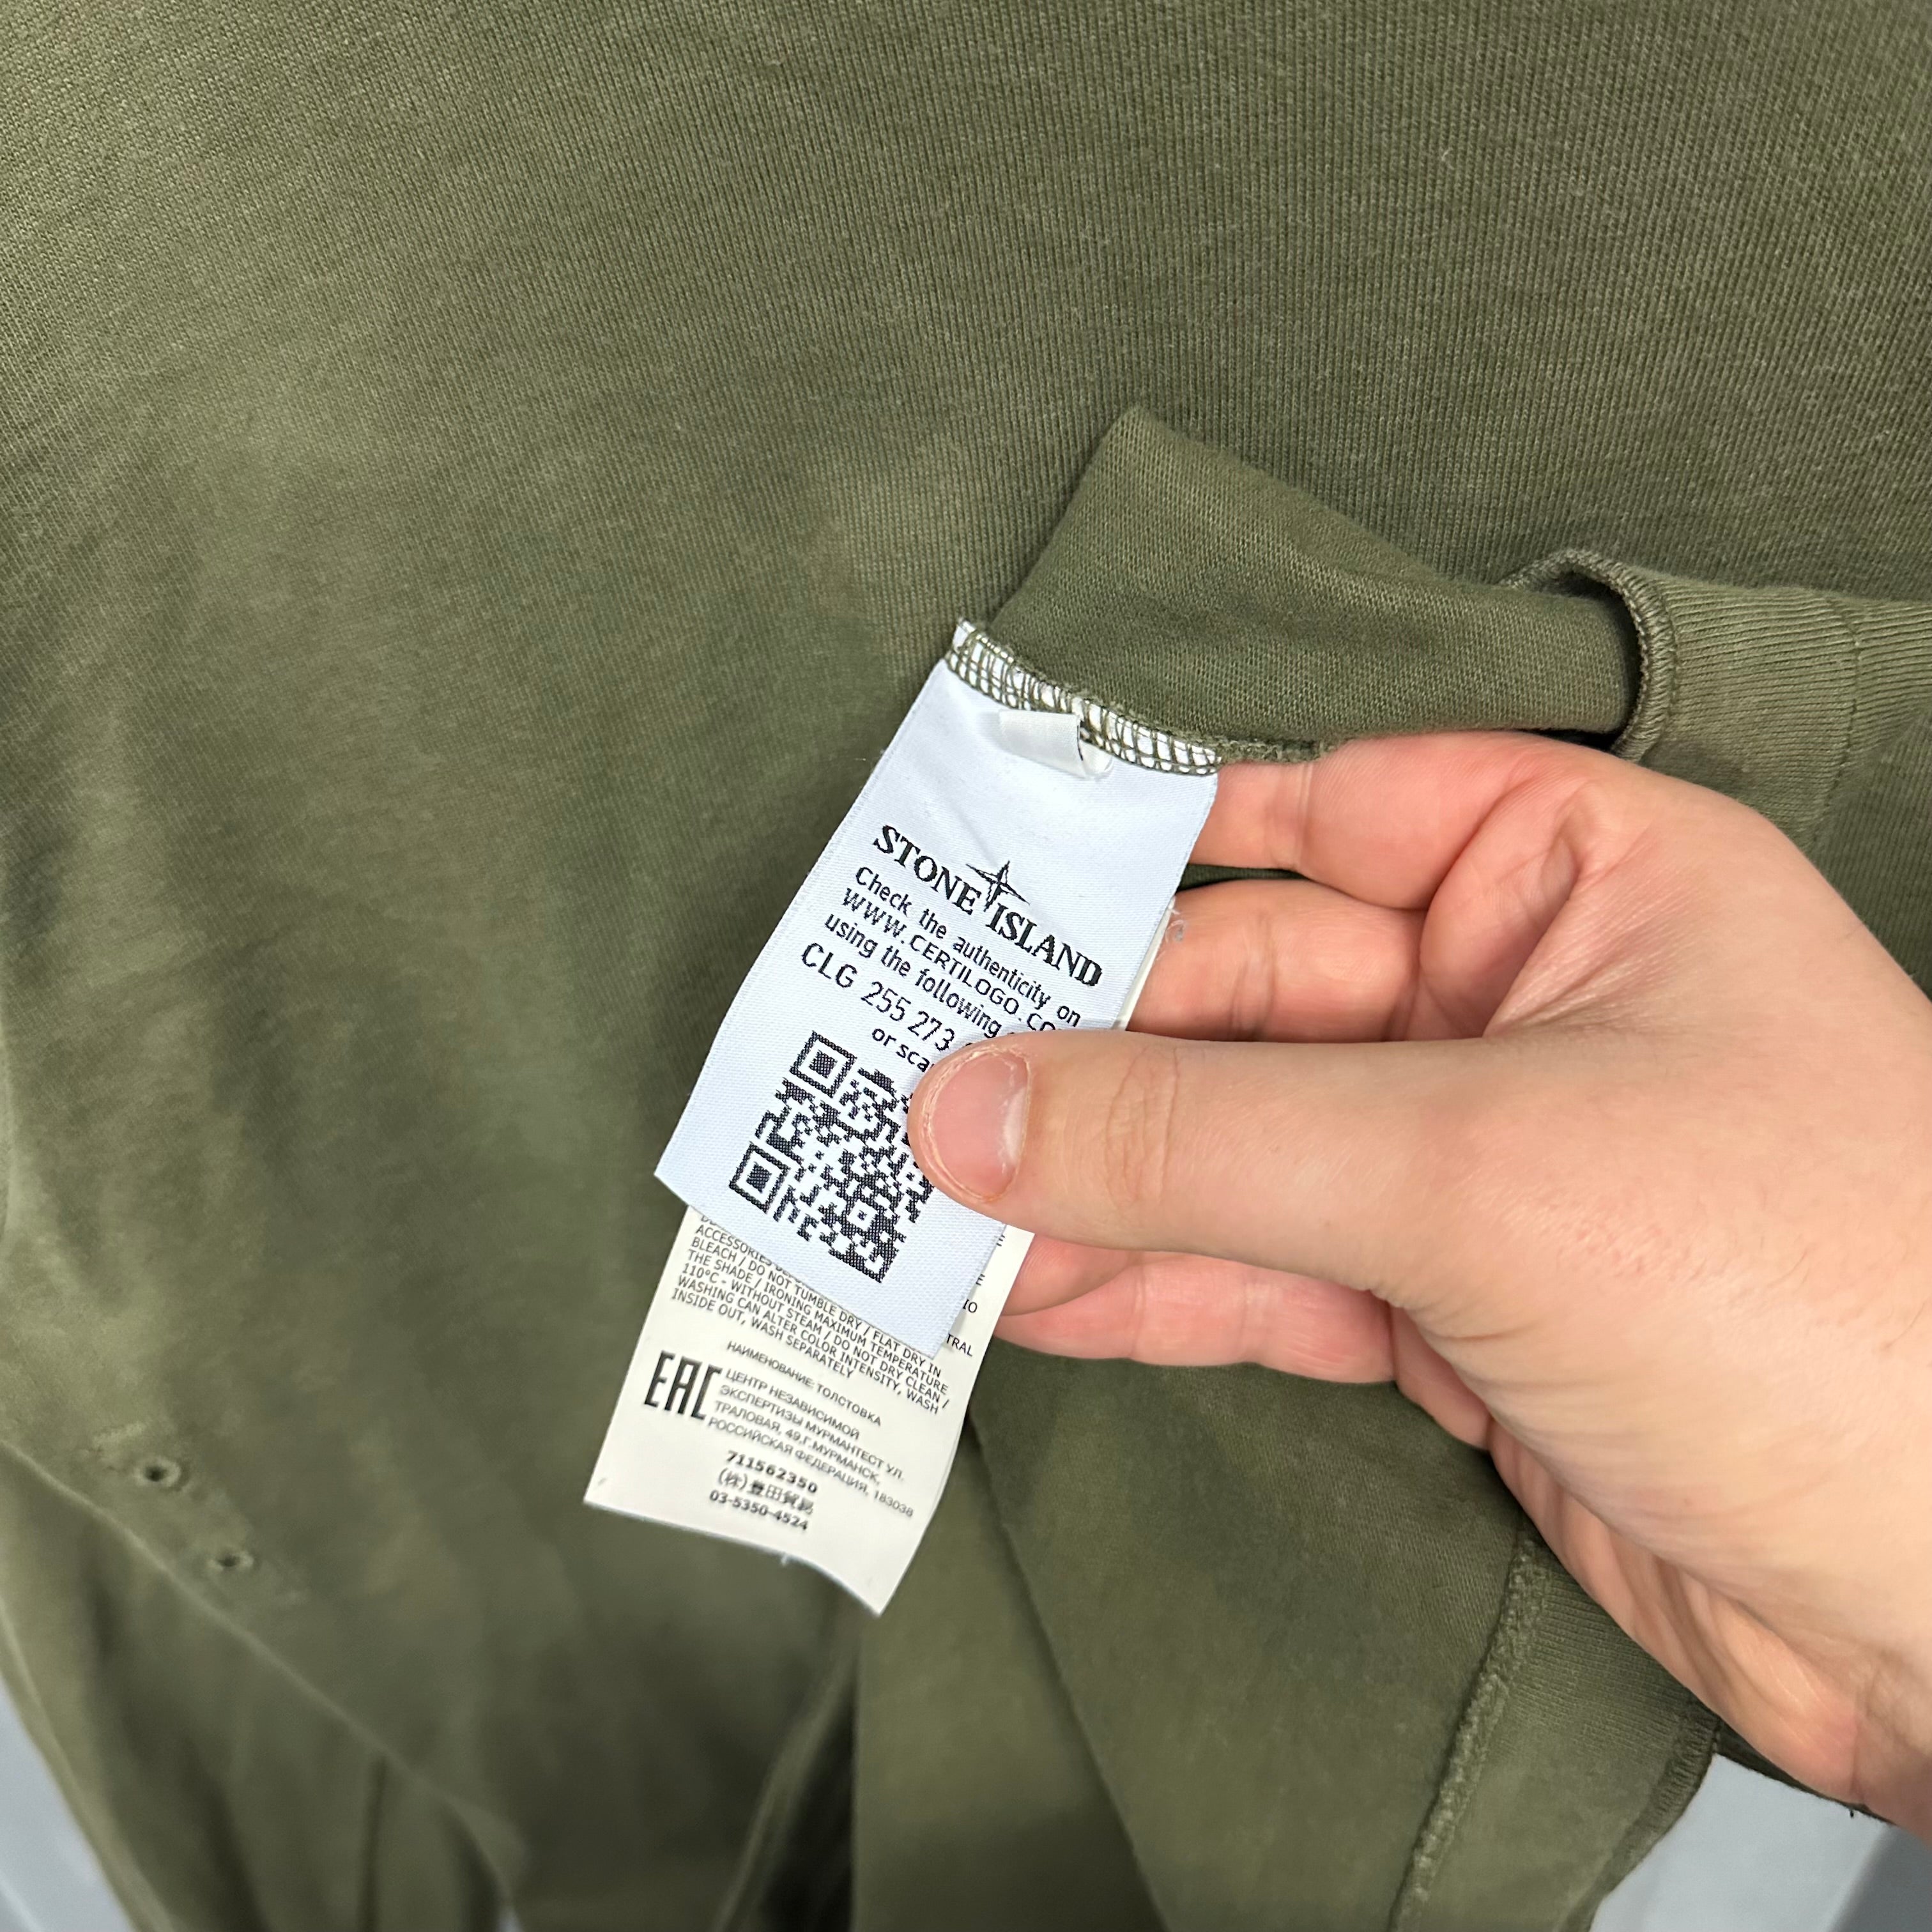 STONE ISLAND
Check the authenticity on
WWW.CERTILOGO.CO
using the following
CLG 255 273
or sca
ACCESSORIES
BLEACH / DO NOT TUMBLE DRY / FLAT DRY IN
THE SHADE / IRONING MAXIMUM TEMPERATURE
110°C - WITHOUT STEAM / DO NOT DRY CLEAN /
WASHING CAN ALTER COLOR INTENSITY, WASH
INSIDE OUT, WASH SEPARATELY
IO
TRAL
НАИМЕНОВАНИЕ: ТОЛСТОВКА
EAC
ЦЕНТР НЕЗАВИСИМОЙ
ЭКСПЕРТИЗЫ МУРМАНТЕСТ УЛ.
ТРАЛОВАЯ, 49,Г.МУРМАНСК,
РОССИЙСКАЯ ФЕДЕРАЦИЯ, 183038
711562350
(株)豊田貿易
03-5350-4524